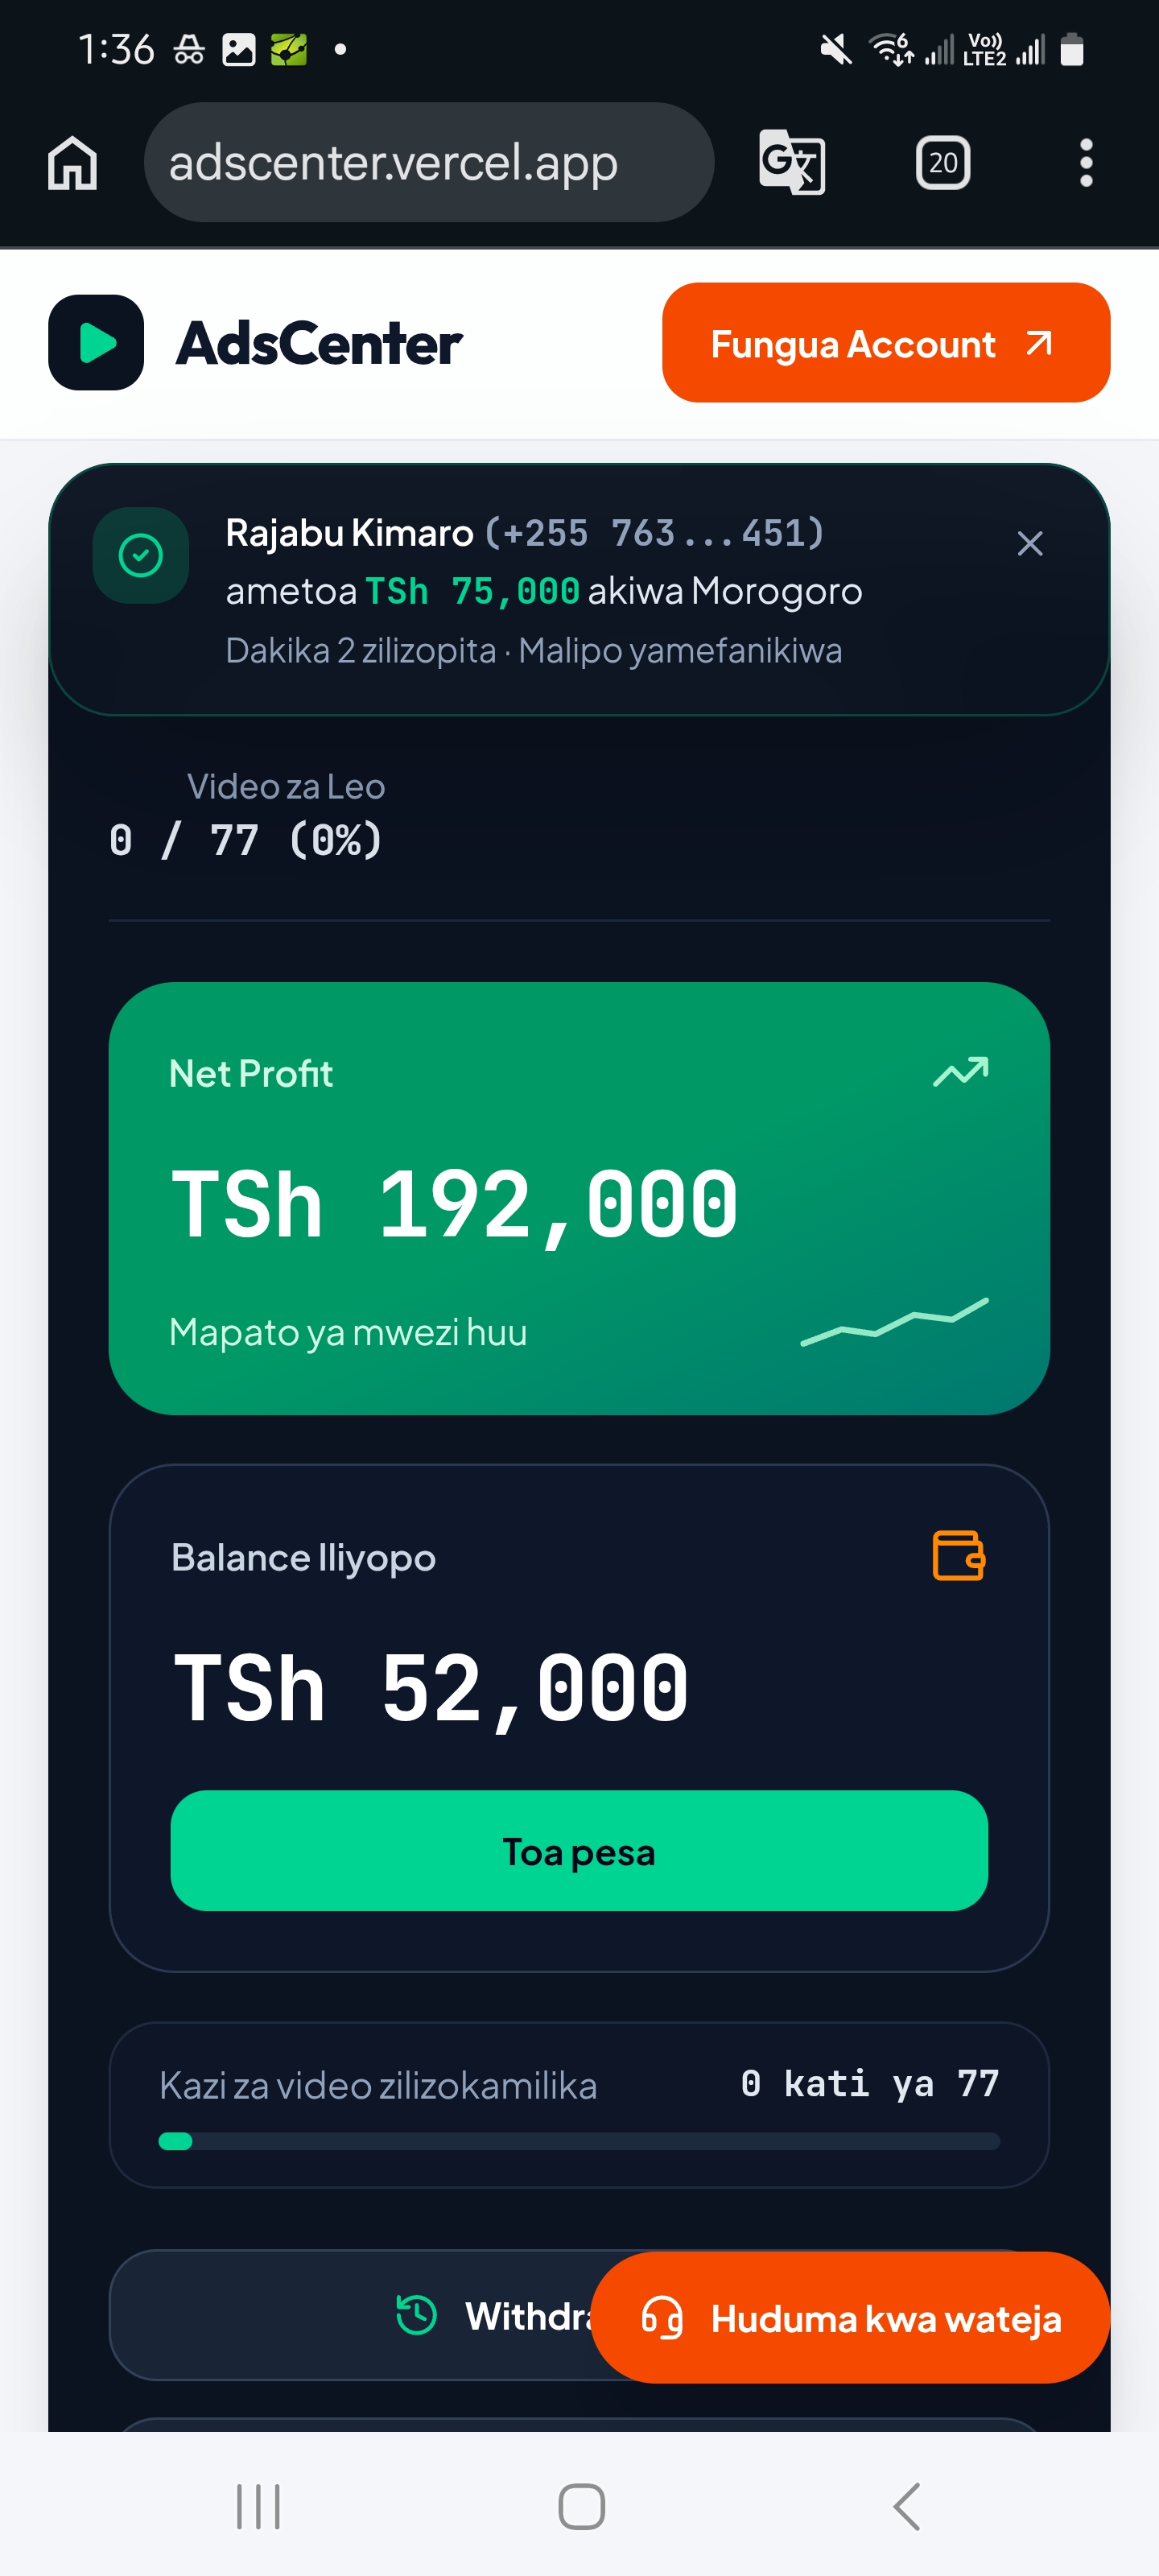 1:36
Vo)) LTE2
adscenter.vercel.app
20
AdsCenter
Fungua Account
Rajabu Kimaro (+255 763...451)
ametoa TSh 75,000 akiwa Morogoro
Dakika 2 zilizopita · Malipo yamefanikiwa
Video za Leo
0 / 77 (0%)
Net Profit
TSh 192,000
Mapato ya mwezi huu
Balance Iliyopo
TSh 52,000
Toa pesa
Kazi za video zilizokamilika
0 kati ya 77
Huduma kwa wateja